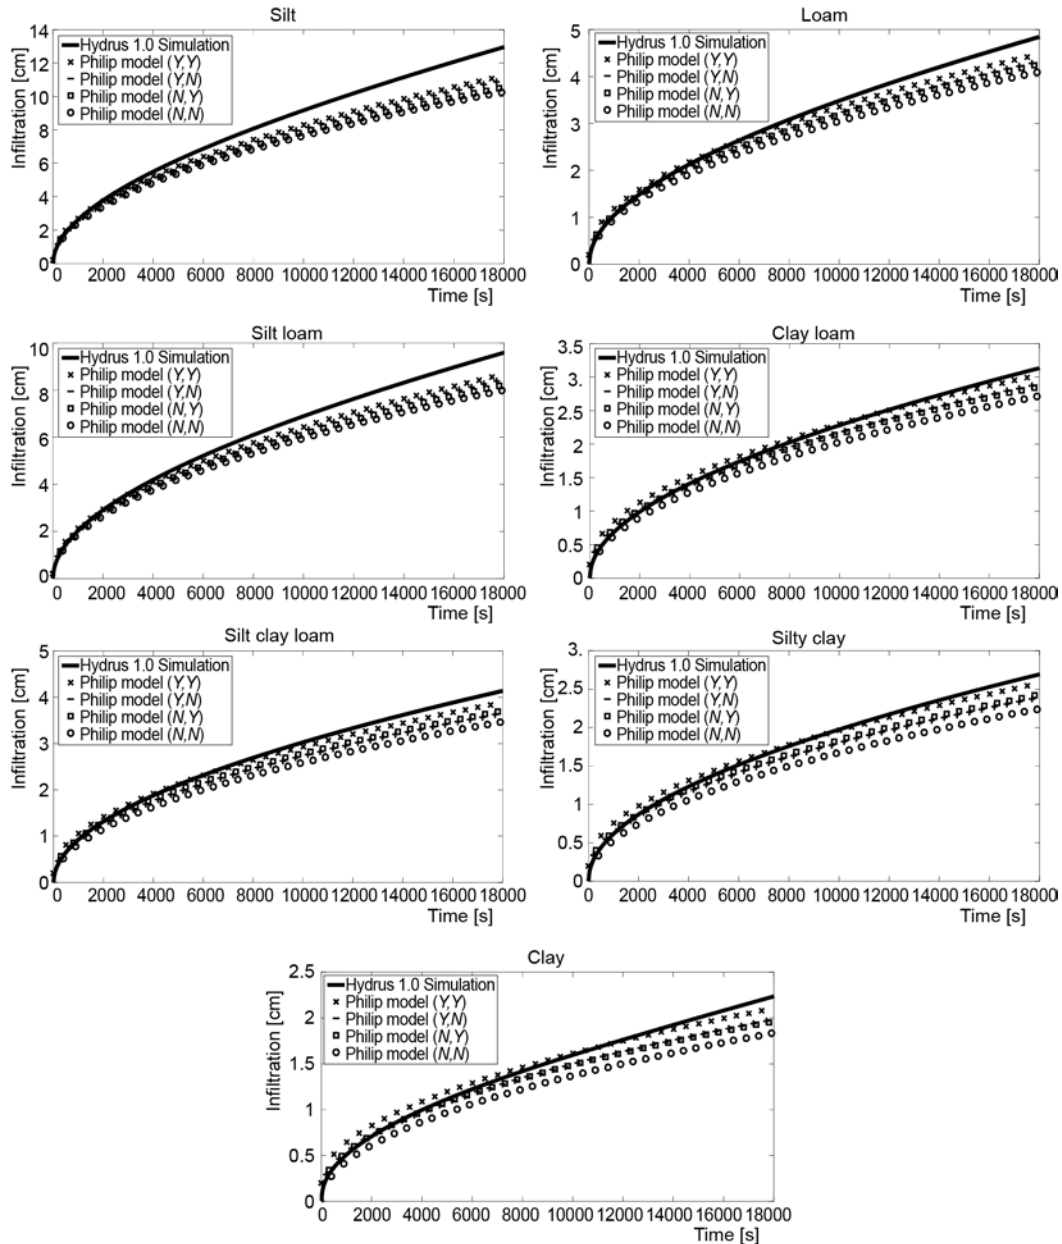 Silt
Infiltration [cm]
14
12
10
8
6
4
2
0
Hydrus 1.0 Simulation
Philip model (Y,Y)
Philip model (Y,N)
Philip model (N,Y)
Philip model (N,N)
0 2000 4000 6000 8000 10000 12000 14000 16000 18000
Time [s]
Loam
Infiltration [cm]
5
4
3
2
1
0
Hydrus 1.0 Simulation
Philip model (Y,Y)
Philip model (Y,N)
Philip model (N,Y)
Philip model (N,N)
0 2000 4000 6000 8000 10000 12000 14000 16000 18000
Time [s]
Silt loam
Infiltration [cm]
10
8
6
4
2
0
Hydrus 1.0 Simulation
Philip model (Y,Y)
Philip model (Y,N)
Philip model (N,Y)
Philip model (N,N)
0 2000 4000 6000 8000 10000 12000 14000 16000 18000
Time [s]
Clay loam
Infiltration [cm]
3.5
3.
2.5
2
1.5
1
0.5
0
Hydrus 1.0 Simulation
Philip model (Y,Y)
Philip model (Y,N)
Philip model (N,Y)
Philip model (N,N)
0 2000 4000 6000 8000 10000 12000 14000 16000 18000
Time [s]
Silt clay loam
Infiltration [cm]
5
4
3
2
1
0
Hydrus 1.0 Simulation
Philip model (Y,Y)
Philip model (Y,N)
Philip model (N,Y)
Philip model (N,N)
0 2000 4000 6000 8000 10000 12000 14000 16000 18000
Time [s]
Silty clay
Infiltration [cm]
3.
2.5
2
1.5
1
0.5
0
Hydrus 1.0 Simulation
Philip model (Y,Y)
Philip model (Y,N)
Philip model (N,Y)
Philip model (N,N)
0 2000 4000 6000 8000 10000 12000 14000 16000 18000
Time [s]
Clay
Infiltration [cm]
2.5
2
1.5
1
0.5
0
Hydrus 1.0 Simulation
Philip model (Y,Y)
Philip model (Y,N)
Philip model (N,Y)
Philip model (N,N)
0 2000 4000 6000 8000 10000 12000 14000 16000 18000
Time [s]